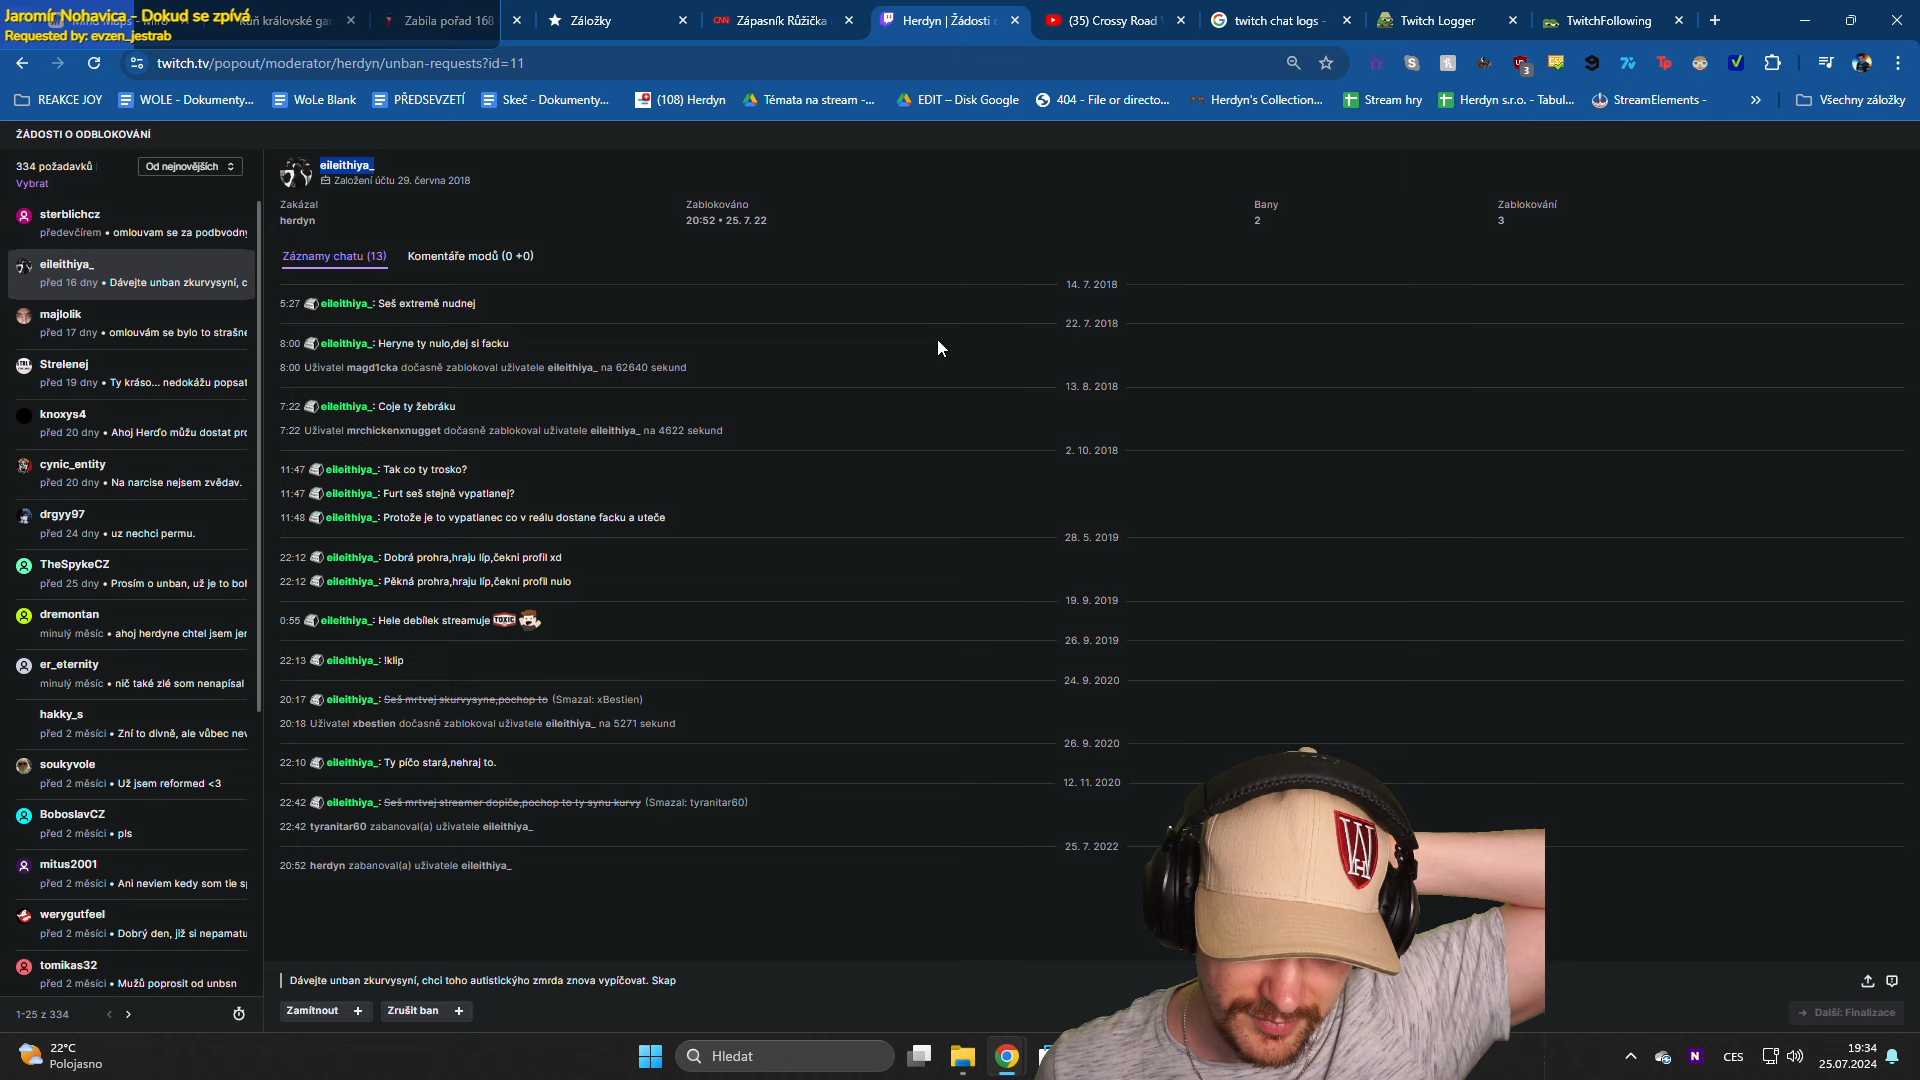 Jaromír Nohavica - Dokud se zpívá
Requested by: evzen_jestrab
Zabila pořad 168
Záložky
Zápasník Růžička
Herdyn | Žádosti
(35) Crossy Road
twitch chat logs -
Twitch Logger
TwitchFollowing
twitch.tv/popout/moderator/herdyn/unban-requests?id=11
REAKCE JOY
WOLE - Dokumenty...
WoLe Blank
PŘEDSEVZETÍ
Skeč - Dokumenty...
(108) Herdyn
Témata na stream -...
EDIT – Disk Google
404 - File or directo...
Herdyn's Collection...
Stream hry
Herdyn s.r.o. - Tabul...
StreamElements -
Všechny záložky
ŽÁDOSTI O ODBLOKOVÁNÍ
334 požadavků
Od nejnovějších
Vybrat
sterblichcz
předevčírem • omlouvam se za podbvodny
eileithiya_
před 16 dny • Dávejte unban zkurvysyní, c
majlolik
před 17 dny • omlouvám se bylo to strašne
Strelenej
před 19 dny • Ty kráso... nedokážu popsat
knoxys4
před 20 dny • Ahoj Herďo můžu dostat pro
cynic_entity
před 20 dny • Na narcise nejsem zvědav.
drgyy97
před 24 dny • uz nechci permu.
TheSpykeCZ
před 25 dny • Prosím o unban, už je to boh
dremontan
minulý měsíc • ahoj herdyne chtel jsem jer
er_eternity
minulý měsíc • nič také zlé som nenapísal
hakky_s
před 2 měsíci • Zní to divně, ale vůbec nev
soukyvole
před 2 měsíci • Už jsem reformed <3
BoboslavCZ
před 2 měsíci • pls
mitus2001
před 2 měsíci • Ani neviem kedy som tie sp
werygutfeel
před 2 měsíci • Dobrý den, již si nepamatu
tomikas32
před 2 měsíci • Mužů poprosit od unbsn
1-25 z 334
eileithiya_
Založení účtu 29. června 2018
Zakázal
herdyn
Zablokováno
20:52 • 25. 7. 22
Bany
2
Zablokování
3
Záznamy chatu (13)
Komentáře modů (0 +0)
14. 7. 2018
5:27 eileithiya_: Seš extremě nudnej
22. 7. 2018
8:00 eileithiya_: Heryne ty nulo,dej si facku
8:00 Uživatel magd1cka dočasně zablokoval uživatele eileithiya_ na 62640 sekund
13. 8. 2018
7:22 eileithiya_: Coje ty žebráku
7:22 Uživatel mrchickenxnugget dočasně zablokoval uživatele eileithiya_ na 4622 sekund
2. 10. 2018
11:47 eileithiya_: Tak co ty trosko?
11:47 eileithiya_: Furt seš stejně vypatlanej?
11:48 eileithiya_: Protože je to vypatlanec co v reálu dostane facku a uteče
28. 5. 2019
22:12 eileithiya_: Dobrá prohra,hraju líp,čekni profil xd
22:12 eileithiya_: Pěkná prohra,hraju líp,čekni profil nulo
19. 9. 2019
0:55 eileithiya_: Hele debílek streamuje TOXIC
26. 9. 2019
22:13 eileithiya_: !klip
24. 9. 2020
20:17 eileithiya_: Seš mrtvej skurvysyne,pochop to (Smazal: xBestien)
20:18 Uživatel xbestien dočasně zablokoval uživatele eileithiya_ na 5271 sekund
26. 9. 2020
22:10 eileithiya_: Ty píčo stará,nehraj to.
12. 11. 2020
22:42 eileithiya_: Seš mrtvej streamer dopiče,pochop to ty synu kurvy (Smazal: tyranitar60)
22:42 tyranitar60 zabanoval(a) uživatele eileithiya_
25. 7. 2022
20:52 herdyn zabanoval(a) uživatele eileithiya_
Dávejte unban zkurvysyní, chci toho autistickýho zmrda znova vypíčovat. Skap
Zamítnout +
Zrušit ban +
Další: Finalizace
22°C
Polojasno
Hledat
CES
19:34
25.07.2024